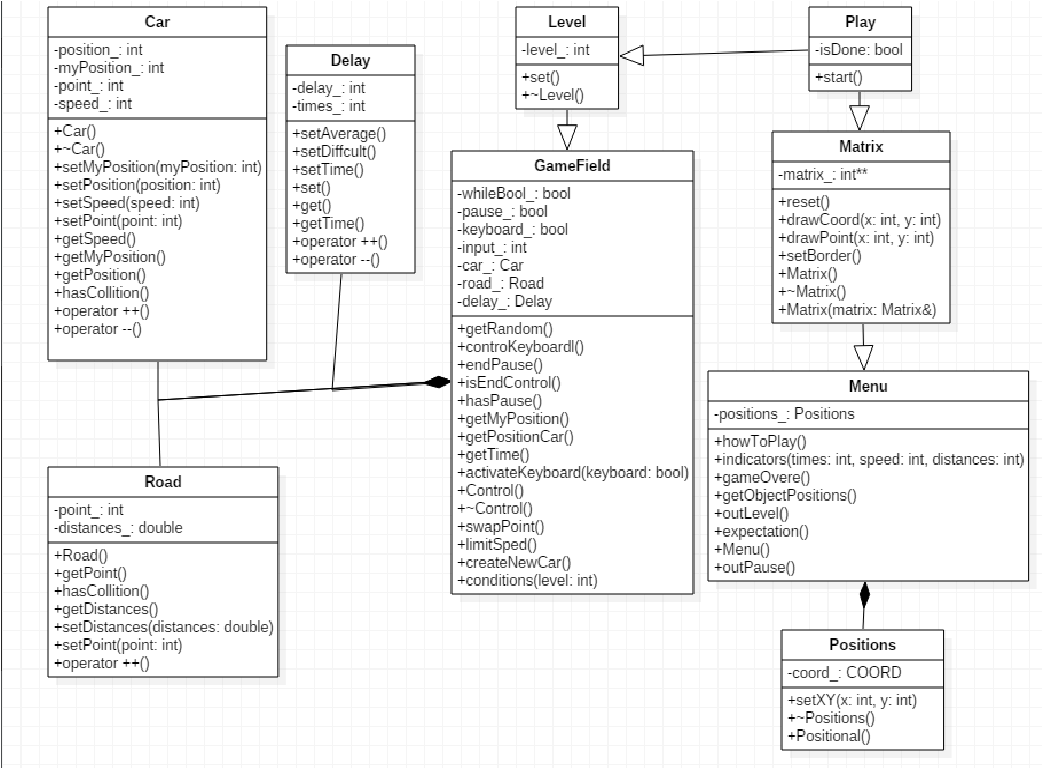 Car
-position_: int
-myPosition_: int
-point_: int
-speed_: int
+Car()
+~Car()
+setMyPosition(myPosition: int)
+setPosition(position: int)
+setSpeed(speed: int)
+setPoint(point: int)
+getSpeed()
+getMyPosition()
+getPosition()
+hasCollition()
+operator ++()
+operator --()
Delay
-delay_: int
-times_: int
+setAverage()
+setDiffcult()
+setTime()
+set()
+get()
+getTime()
+operator ++()
+operator --()
Level
-level_: int
+set()
+~Level()
Play
-isDone: bool
+start()
GameField
-whileBool_: bool
-pause_: bool
-keyboard_: bool
-input_: int
-car_: Car
-road_: Road
-delay_: Delay
+getRandom()
+controKeyboardl()
+endPause()
+isEndControl()
+hasPause()
+getMyPosition()
+getPositionCar()
+getTime()
+activateKeyboard(keyboard: bool)
+Control()
+~Control()
+swapPoint()
+limitSped()
+createNewCar()
+conditions(level: int)
Matrix
-matrix_: int**
+reset()
+drawCoord(x: int, y: int)
+drawPoint(x: int, y: int)
+setBorder()
+Matrix()
+~Matrix()
+Matrix(matrix: Matrix&)
Menu
-positions_: Positions
+howToPlay()
+indicators(times: int, speed: int, distances: int)
+gameOvere()
+getObjectPositions()
+outLevel()
+expectation()
+Menu()
+outPause()
Road
-point_: int
-distances_: double
+Road()
+getPoint()
+hasCollition()
+getDistances()
+setDistances(distances: double)
+setPoint(point: int)
+operator ++()
Positions
-coord_: COORD
+setXY(x: int, y: int)
+~Positions()
+Positional()